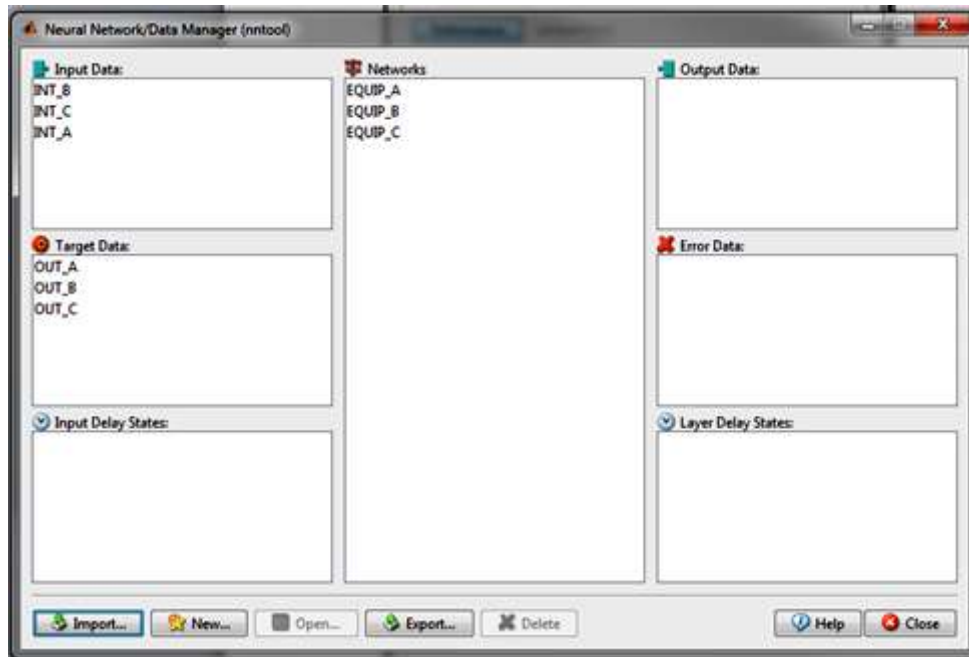 Neural Network/Data Manager (nntool)
Input Data:
INT_B
INT_C
INT_A
Networks
EQUIP_A
EQUIP_B
EQUIP_C
Output Data:
Target Data:
OUT_A
OUT_B
OUT_C
Error Data:
Input Delay States:
Layer Delay States:
Import...
New...
Open...
Export...
Delete
Help
Close